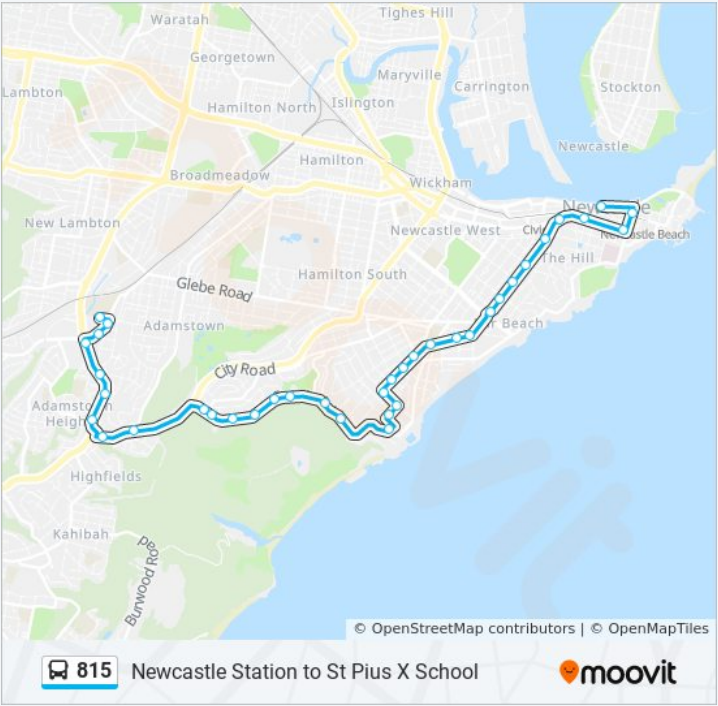 Waratah
Tighes Hill
Georgetown
Maryville
Lambton
Carrington
Stockton
Islington
Hamilton North
Newcastle
Hamilton
Broadmeadow
Wickham
New Lambton
Newcastle West
Newcastle Beach
The Hill
Hamilton South
Glebe Road
Adamstown
r Beach
City Road
Adamstown
Heigh
Highfields
Kahibah
Burwood Road
© OpenStreetMap contributors | © OpenMapTiles
815 Newcastle Station to St Pius X School
moovit